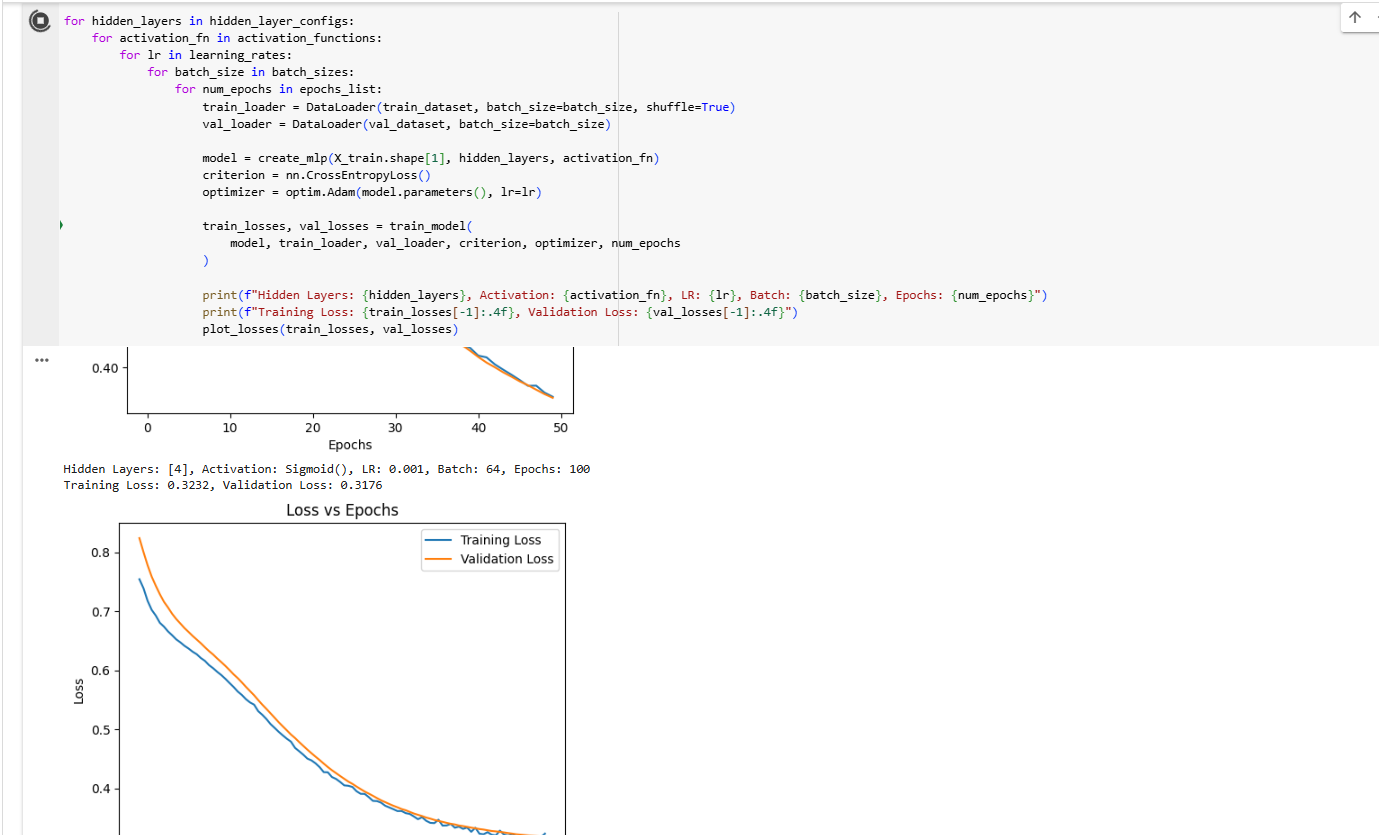 for hidden_layers in hidden_layer_configs:
for activation_fn in activation_functions:
for lr in learning_rates:
for batch_size in batch_sizes:
for num_epochs in epochs_list:
train_loader = DataLoader(train_dataset, batch_size=batch_size, shuffle=True)
val_loader = DataLoader(val_dataset, batch_size=batch_size)
model = create_mlp(X_train.shape[1], hidden_layers, activation_fn)
criterion = nn.CrossEntropyLoss()
optimizer = optim.Adam(model.parameters(), lr=lr)
train_losses, val_losses = train_model(
model, train_loader, val_loader, criterion, optimizer, num_epochs
)
print(f"Hidden Layers: {hidden_layers}, Activation: {activation_fn}, LR: {lr}, Batch: {batch_size}, Epochs: {num_epochs}")
print(f"Training Loss: {train_losses[-1]:.4f}, Validation Loss: {val_losses[-1]:.4f}")
plot_losses(train_losses, val_losses)
0.40
0 10 20 30 40 50
Epochs
Hidden Layers: [4], Activation: Sigmoid(), LR: 0.001, Batch: 64, Epochs: 100
Training Loss: 0.3232, Validation Loss: 0.3176
Loss vs Epochs
Training Loss
Validation Loss
0.8
0.7
0.6
0.5
0.4
Loss